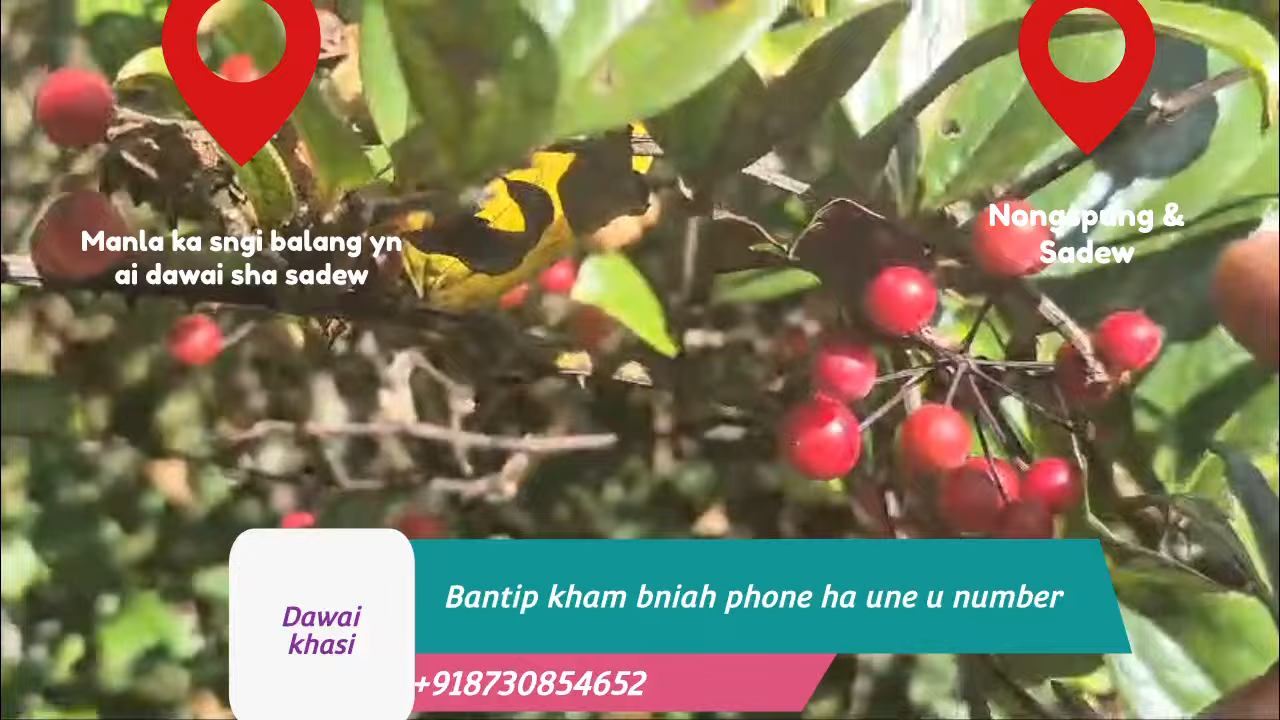 Manla ka sngi balang yn
ai dawai sha sadew
Nongspung &
Sadew
Dawai
khasi
Bantip kham bniah phone ha une u number
+918730854652